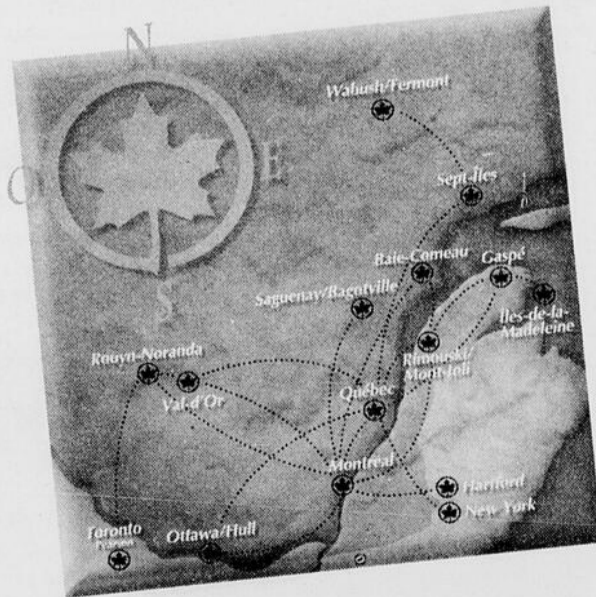 N
O
E
S
Wabush/Fermont
Sept-Îles
Baie-Comeau
Gaspé
Saguenay/Bagotville
Îles-de-la-
Madeleine
Rouyn-Noranda
Rimouski/
Mont-Joli
Val-d'Or
Québec
Montréal
Hartford
New York
Toronto
Ottawa/Hull